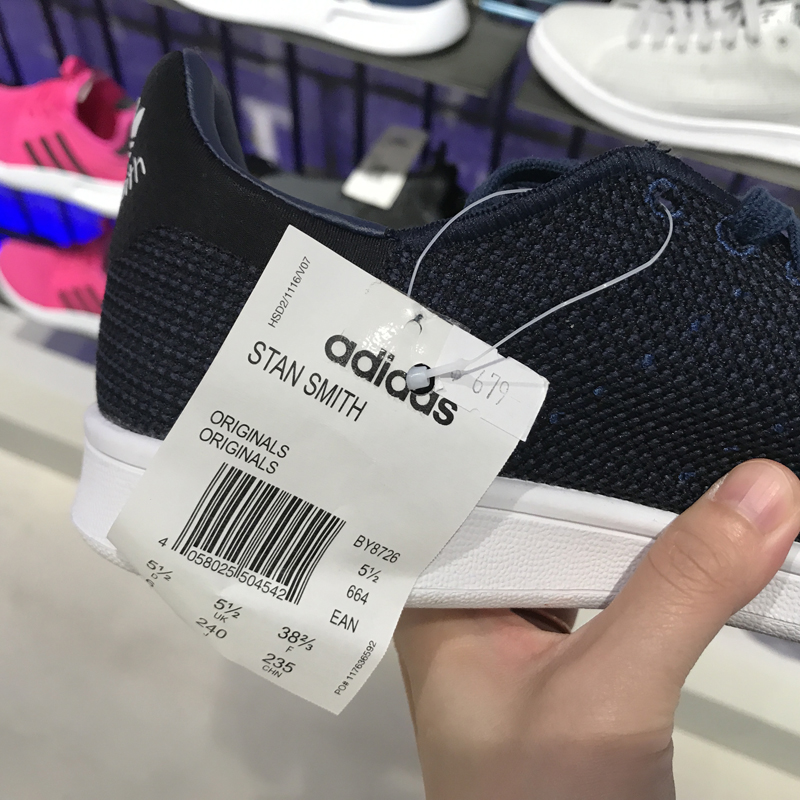 HSD2/1116/V07
adidas
679
STAN SMITH
ORIGINALS
ORIGINALS
4 058025 504542
BY8726
5½
664
EAN
5½
D
5½
UK
38⅔
F
240
J
235
CHN
PO# 117636592